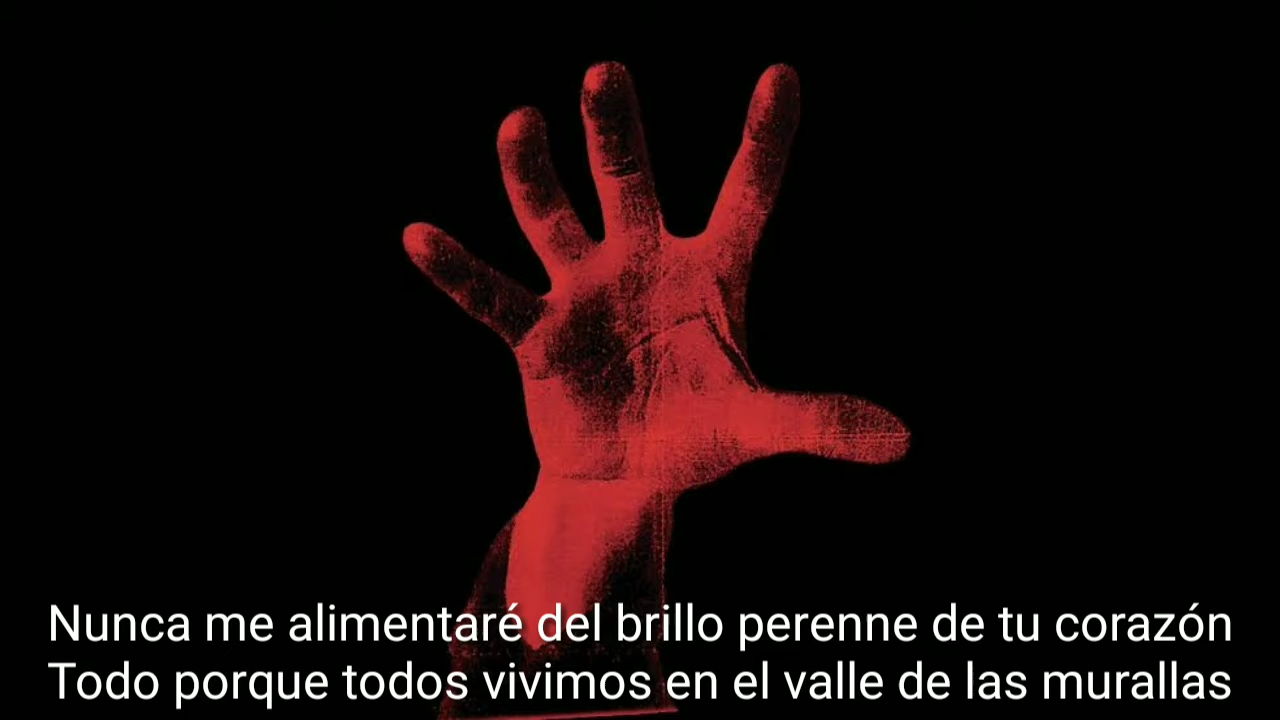 Nunca me alimentaré del brillo perenne de tu corazón
Todo porque todos vivimos en el valle de las murallas